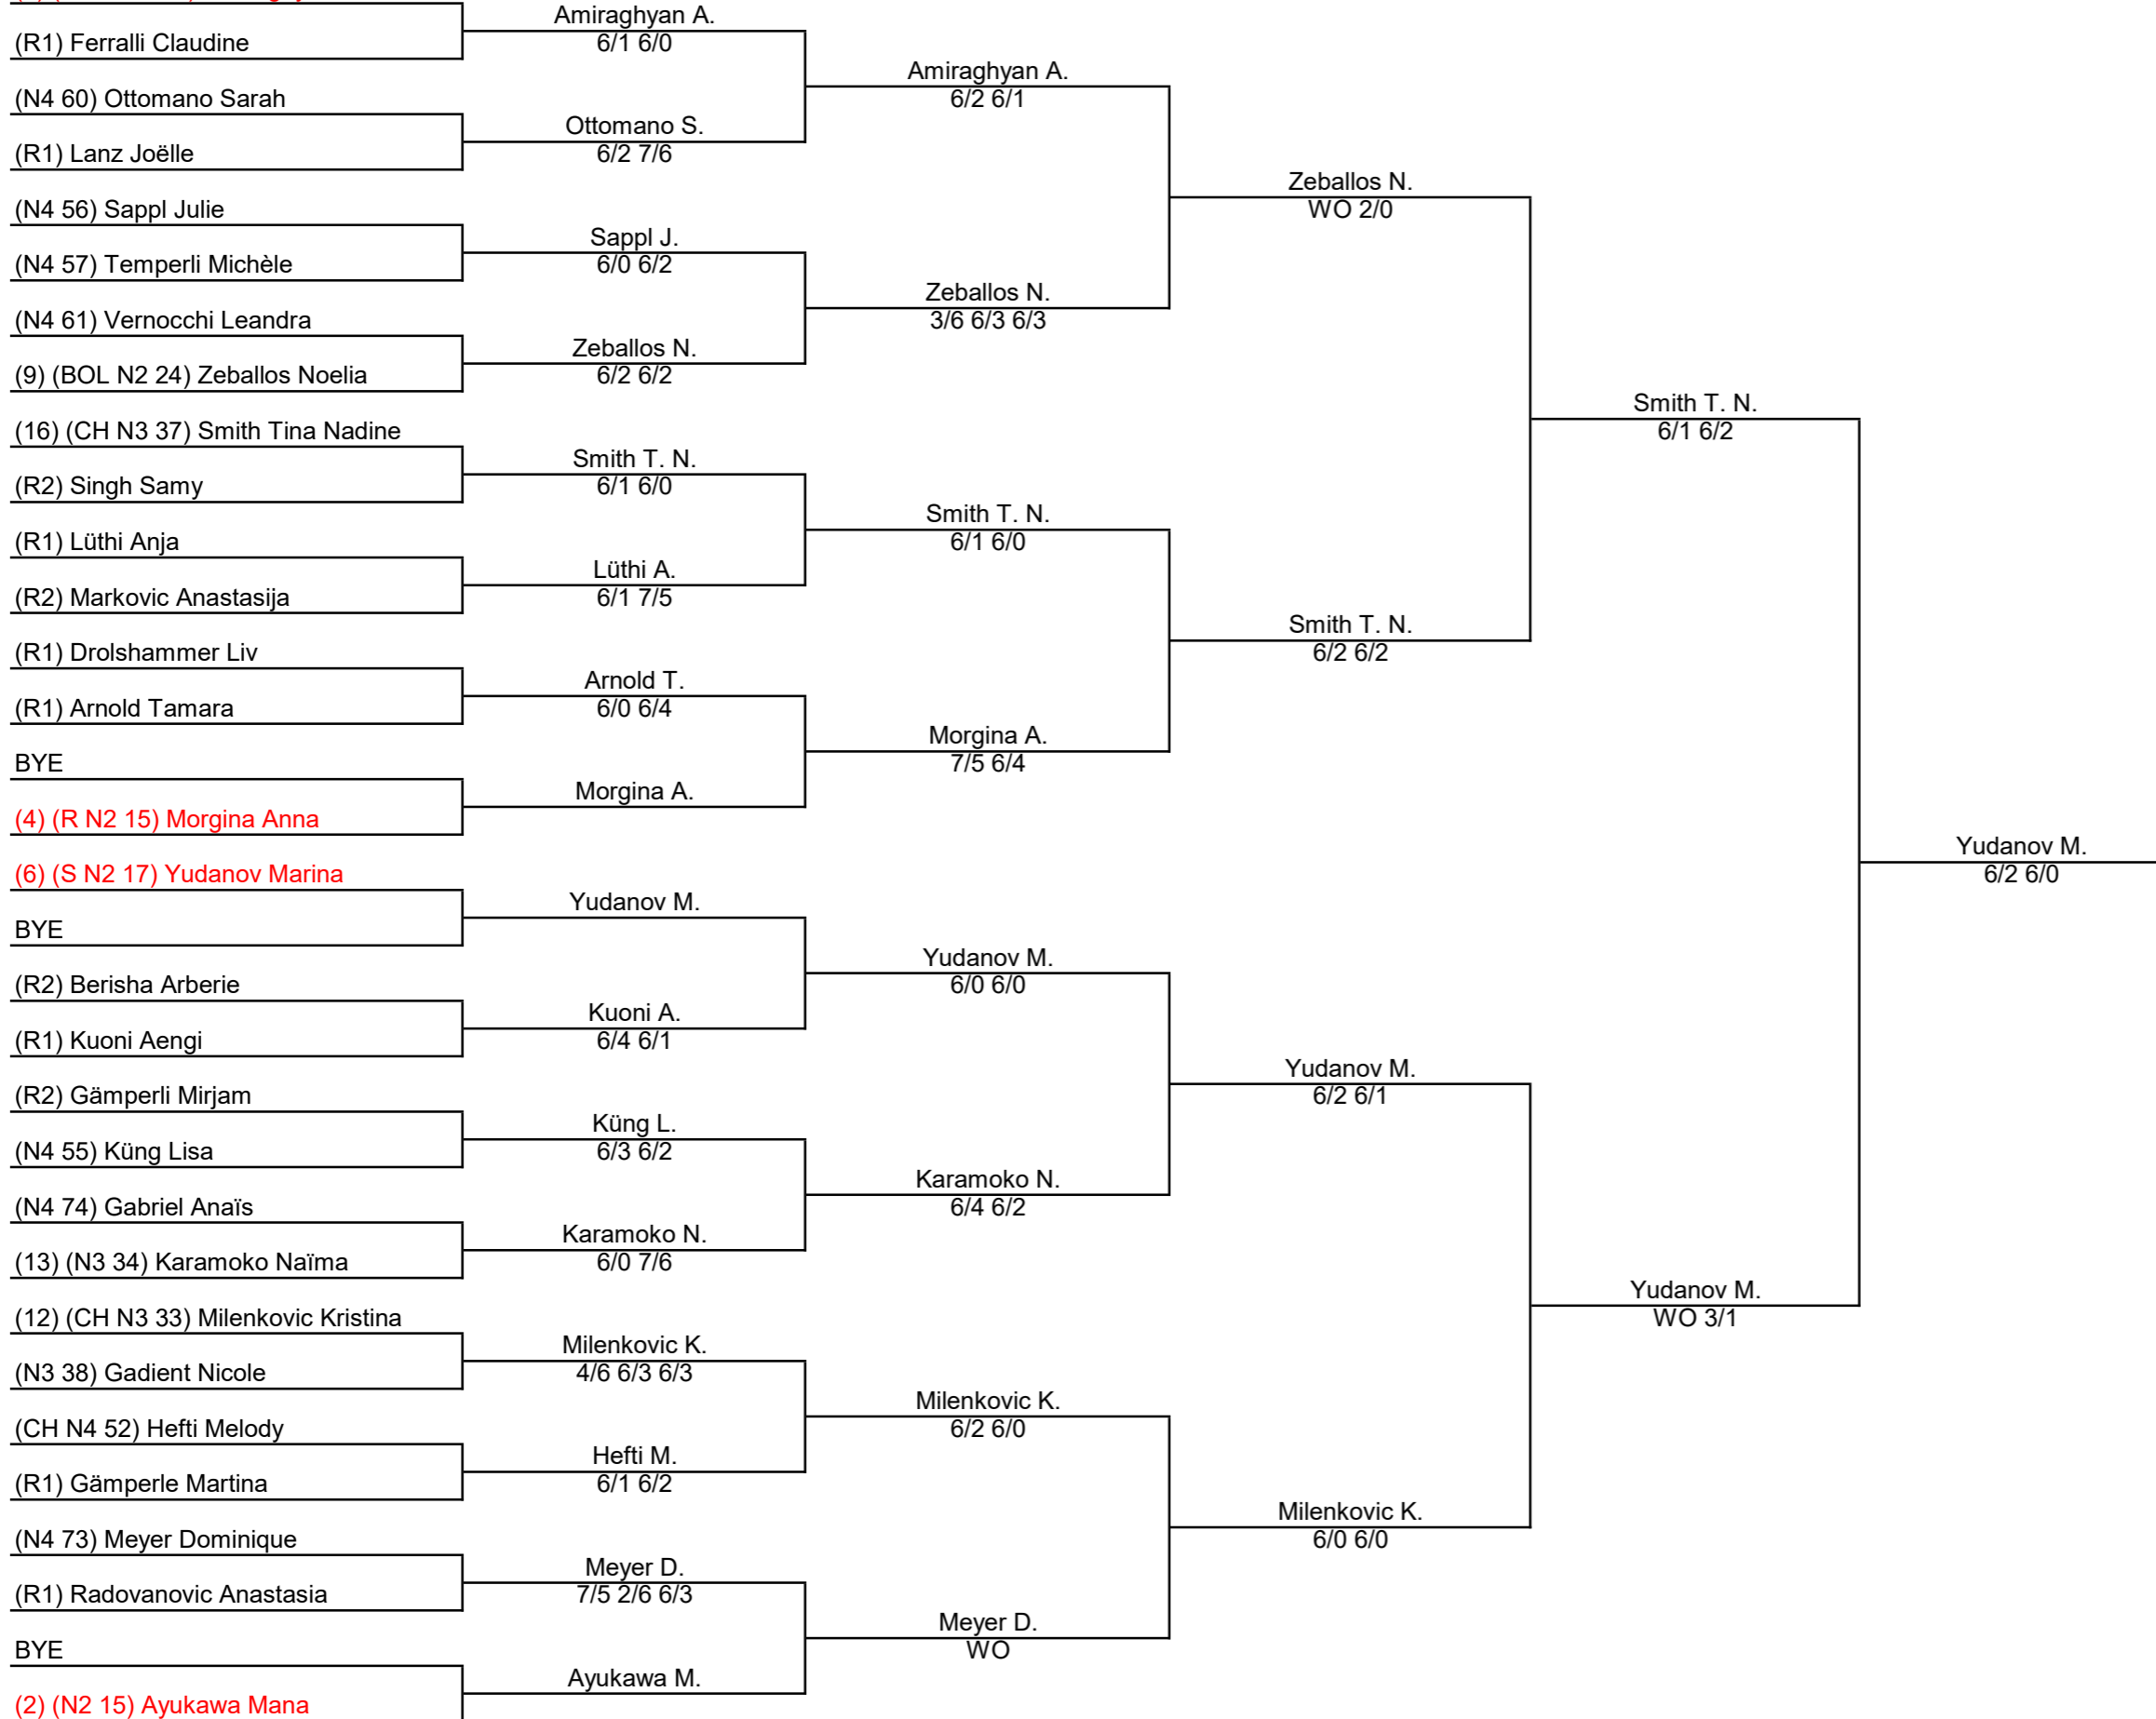 Amiraghyan A.
(R1) Ferralli Claudine
6/1 6/0
Amiraghyan A.
(N4 60) Ottomano Sarah
6/2 6/1
Ottomano S.
(R1) Lanz Joëlle
6/2 7/6
Zeballos N.
(N4 56) Sappl Julie
WO 2/0
Sappl J.
(N4 57) Temperli Michèle
6/0 6/2
Zeballos N.
(N4 61) Vernocchi Leandra
3/6 6/3 6/3
Zeballos N.
(9) (BOL N2 24) Zeballos Noelia
6/2 6/2
Smith T. N.
(16) (CH N3 37) Smith Tina Nadine
6/1 6/2
Smith T. N.
(R2) Singh Samy
6/1 6/0
Smith T. N.
(R1) Lüthi Anja
6/1 6/0
Lüthi A.
(R2) Markovic Anastasija
6/1 7/5
Smith T. N.
(R1) Drolshammer Liv
6/2 6/2
Arnold T.
(R1) Arnold Tamara
6/0 6/4
Morgina A.
BYE
7/5 6/4
Morgina A.
(4) (R N2 15) Morgina Anna
Yudanov M.
(6) (S N2 17) Yudanov Marina
6/2 6/0
Yudanov M.
BYE
Yudanov M.
(R2) Berisha Arberie
6/0 6/0
Kuoni A.
(R1) Kuoni Aengi
6/4 6/1
Yudanov M.
(R2) Gämperli Mirjam
6/2 6/1
Küng L.
(N4 55) Küng Lisa
6/3 6/2
Karamoko N.
(N4 74) Gabriel Anaïs
6/4 6/2
Karamoko N.
(13) (N3 34) Karamoko Naïma
6/0 7/6
Yudanov M.
(12) (CH N3 33) Milenkovic Kristina
WO 3/1
Milenkovic K.
(N3 38) Gadient Nicole
4/6 6/3 6/3
Milenkovic K.
(CH N4 52) Hefti Melody
6/2 6/0
Hefti M.
(R1) Gämperle Martina
6/1 6/2
Milenkovic K.
(N4 73) Meyer Dominique
6/0 6/0
Meyer D.
(R1) Radovanovic Anastasia
7/5 2/6 6/3
Meyer D.
BYE
WO
Ayukawa M.
(2) (N2 15) Ayukawa Mana